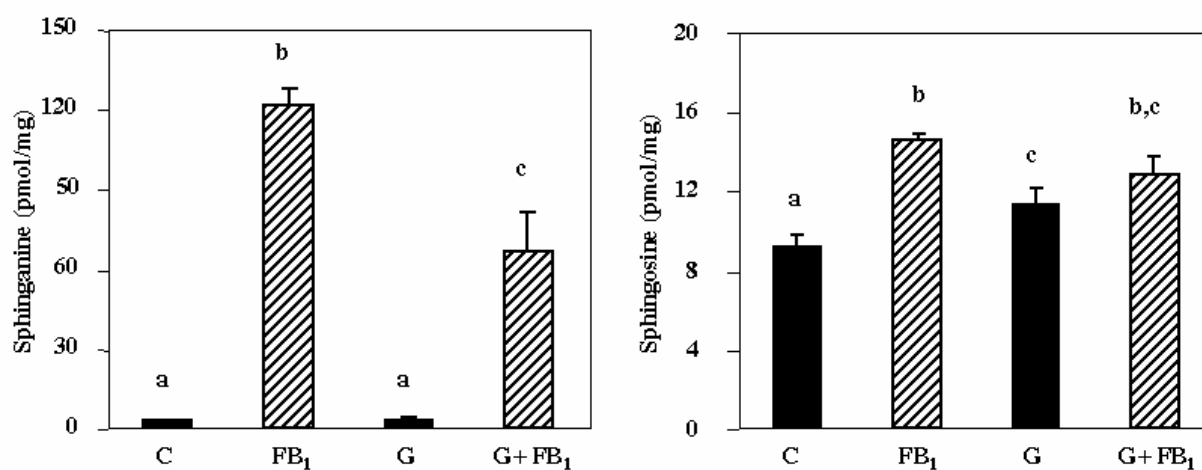 150
120
50
60
30
0
Sphinganine (pmol/mg)
a
b
a
c
C FB₁ G G+FB₁
20
16
12
8
4
0
Sphingosine (pmol/mg)
a
b
c
b,c
C FB₁ G G+FB₁